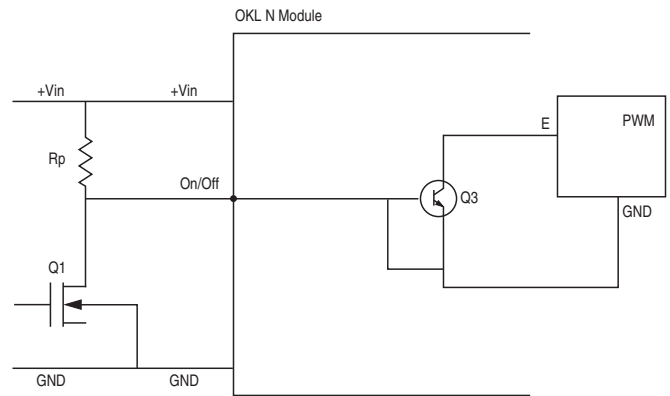 OKL N Module
+Vin
+Vin
E
PWM
Rp
On/Off
Q3
GND
Q1
GND
GND